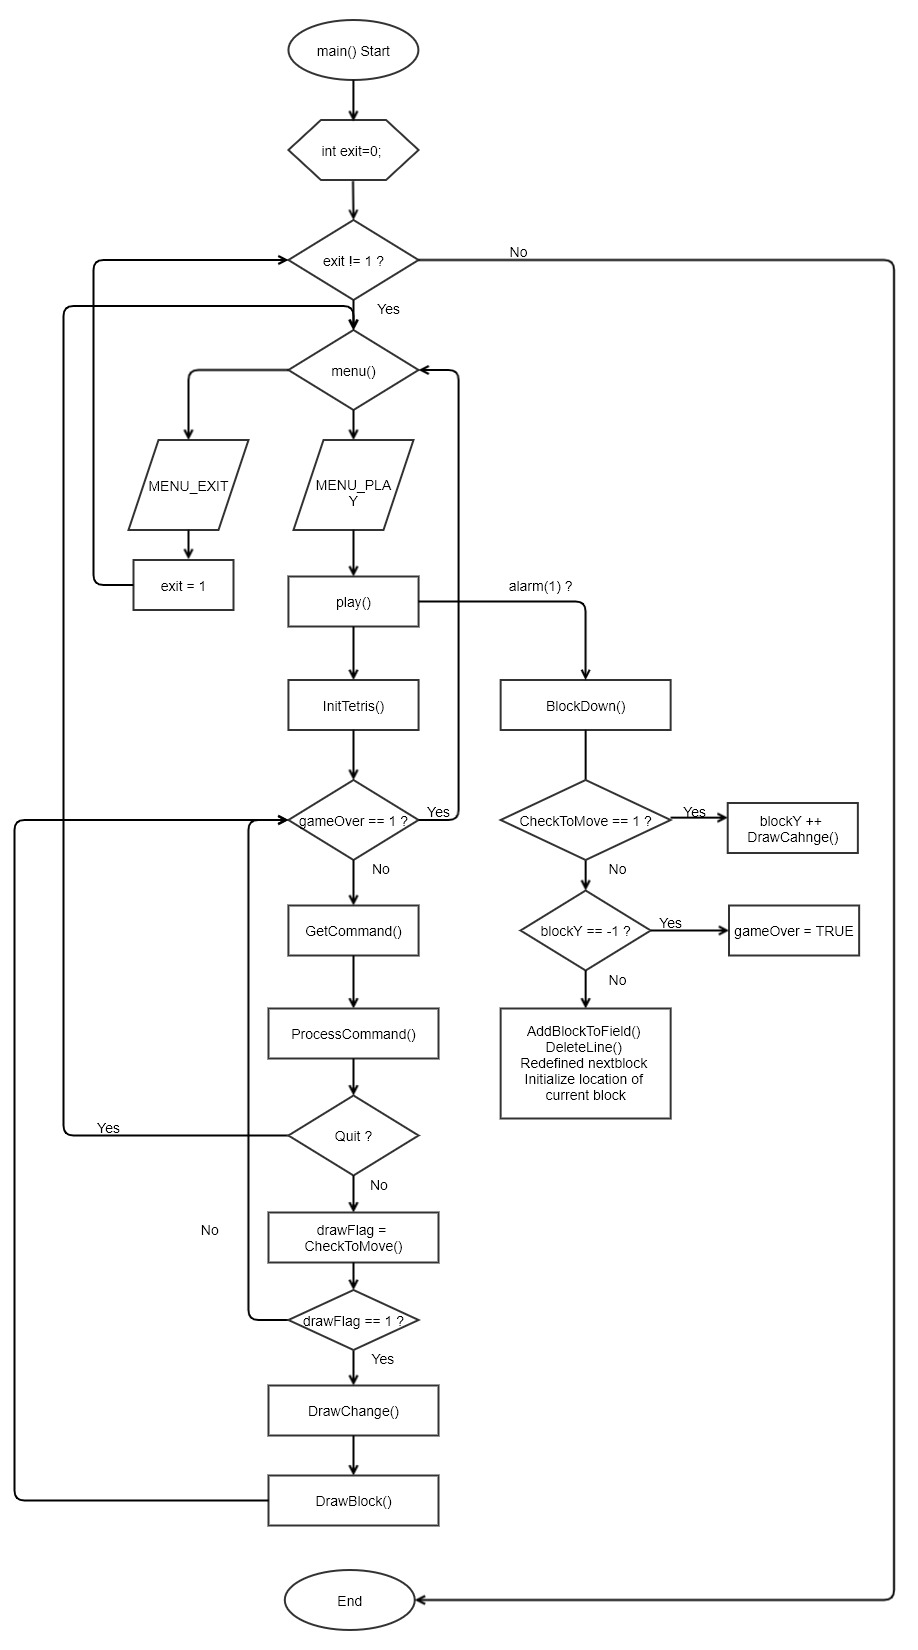 main() Start
int exit=0;
exit != 1 ?
No
Yes
menu()
MENU_EXIT
MENU_PLA
Y
exit = 1
play()
alarm(1) ?
InitTetris()
BlockDown()
gameOver == 1 ?
Yes
CheckToMove == 1 ?
Yes
blockY ++
DrawCahnge()
No
No
GetCommand()
blockY == -1 ?
Yes
gameOver = TRUE
No
ProcessCommand()
AddBlockToField()
DeleteLine()
Redefined nextblock
Initialize location of
current block
Quit ?
Yes
No
drawFlag =
CheckToMove()
No
drawFlag == 1 ?
Yes
DrawChange()
DrawBlock()
End